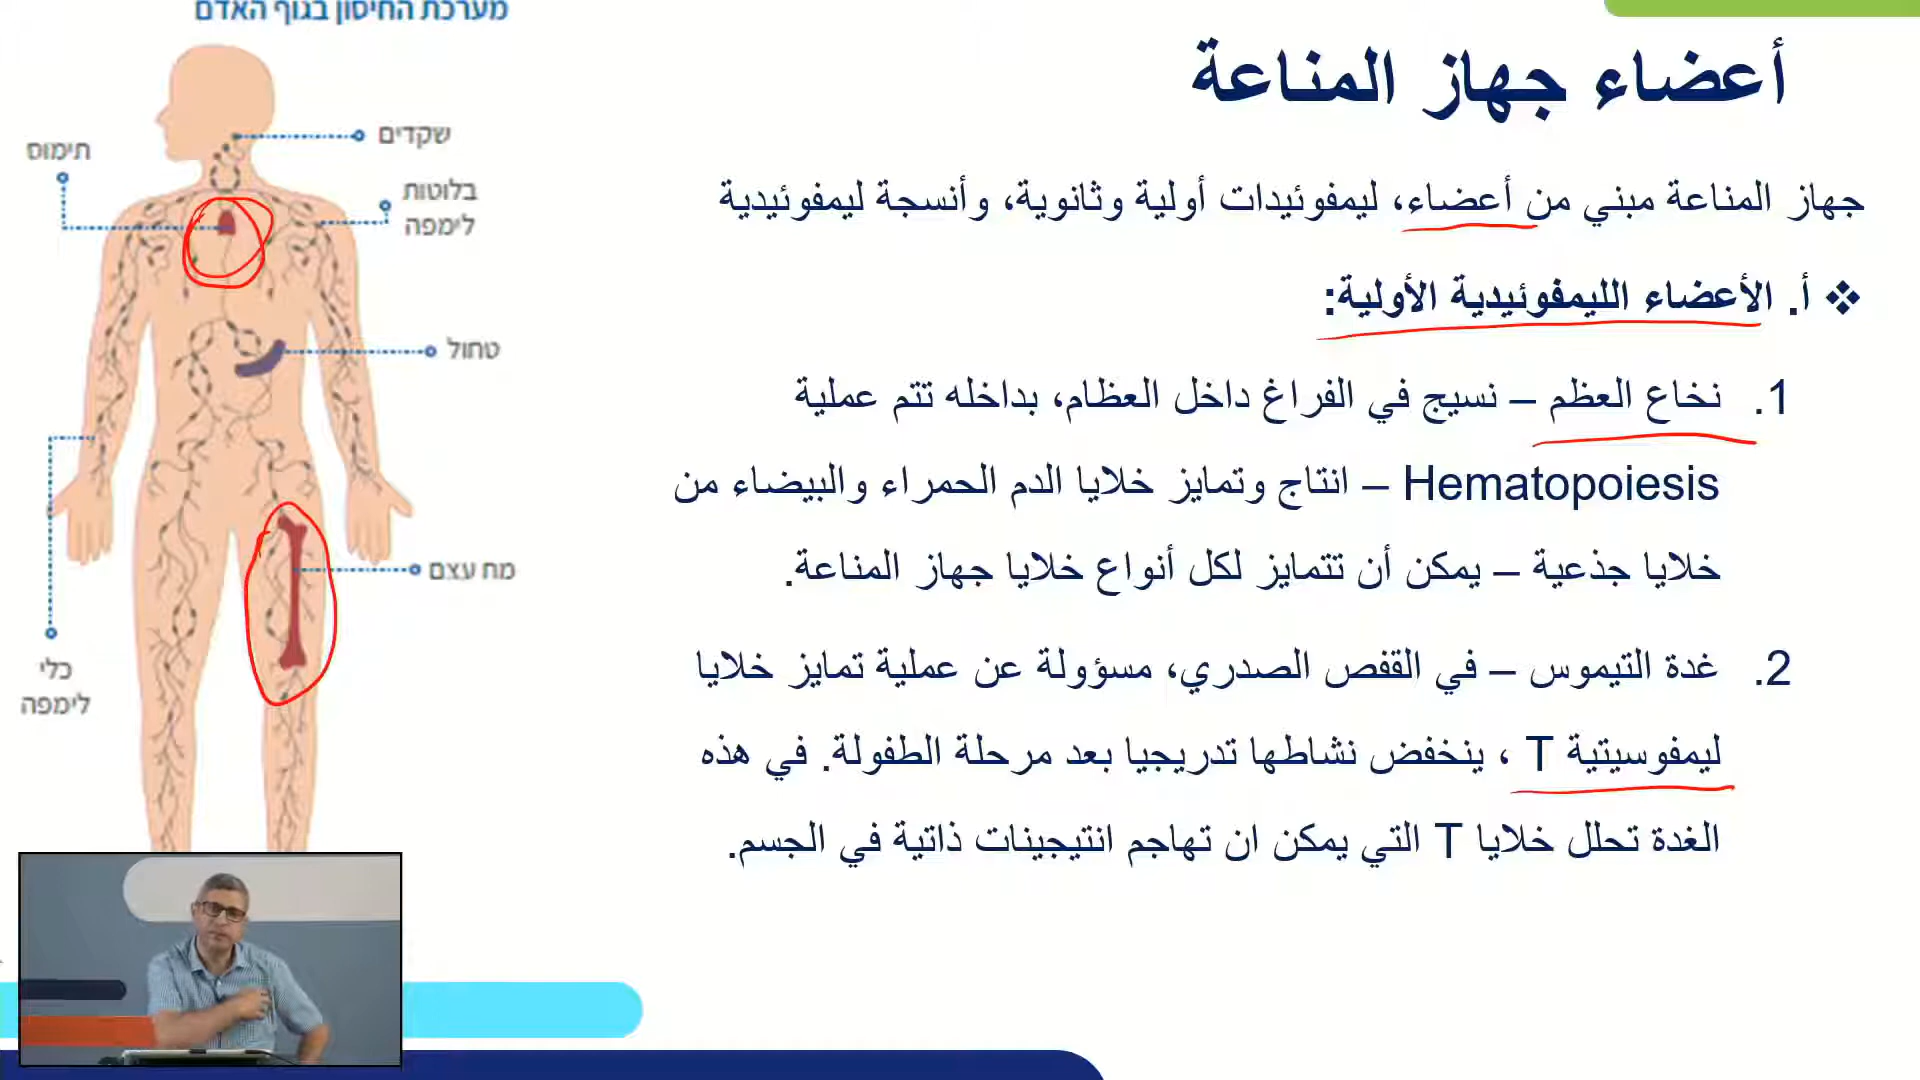 أعضاء جهاز المناعة
جهاز المناعة مبني من أعضاء، ليمفوئيدات أولية وثانوية، وأنسجة ليمفوئيدية
❖ أ. الأعضاء الليمفوئيدية الأولية:
1. نخاع العظم – نسيج في الفراغ داخل العظام، بداخله تتم عملية
Hematopoiesis – انتاج وتمايز خلايا الدم الحمراء والبيضاء من
خلايا جذعية – يمكن أن تتمايز لكل أنواع خلايا جهاز المناعة.
2. غدة التيموس – في القفص الصدري، مسؤولة عن عملية تمايز خلايا
ليمفوسيتية T ، ينخفض نشاطها تدريجيا بعد مرحلة الطفولة. في هذه
الغدة تحلل خلايا T التي يمكن ان تهاجم انتيجينات ذاتية في الجسم.
מערכת החיסון בגוף האדם
שקדים
תימוס
בלוטות
לימפה
טחול
מח עצם
כלי
לימפה